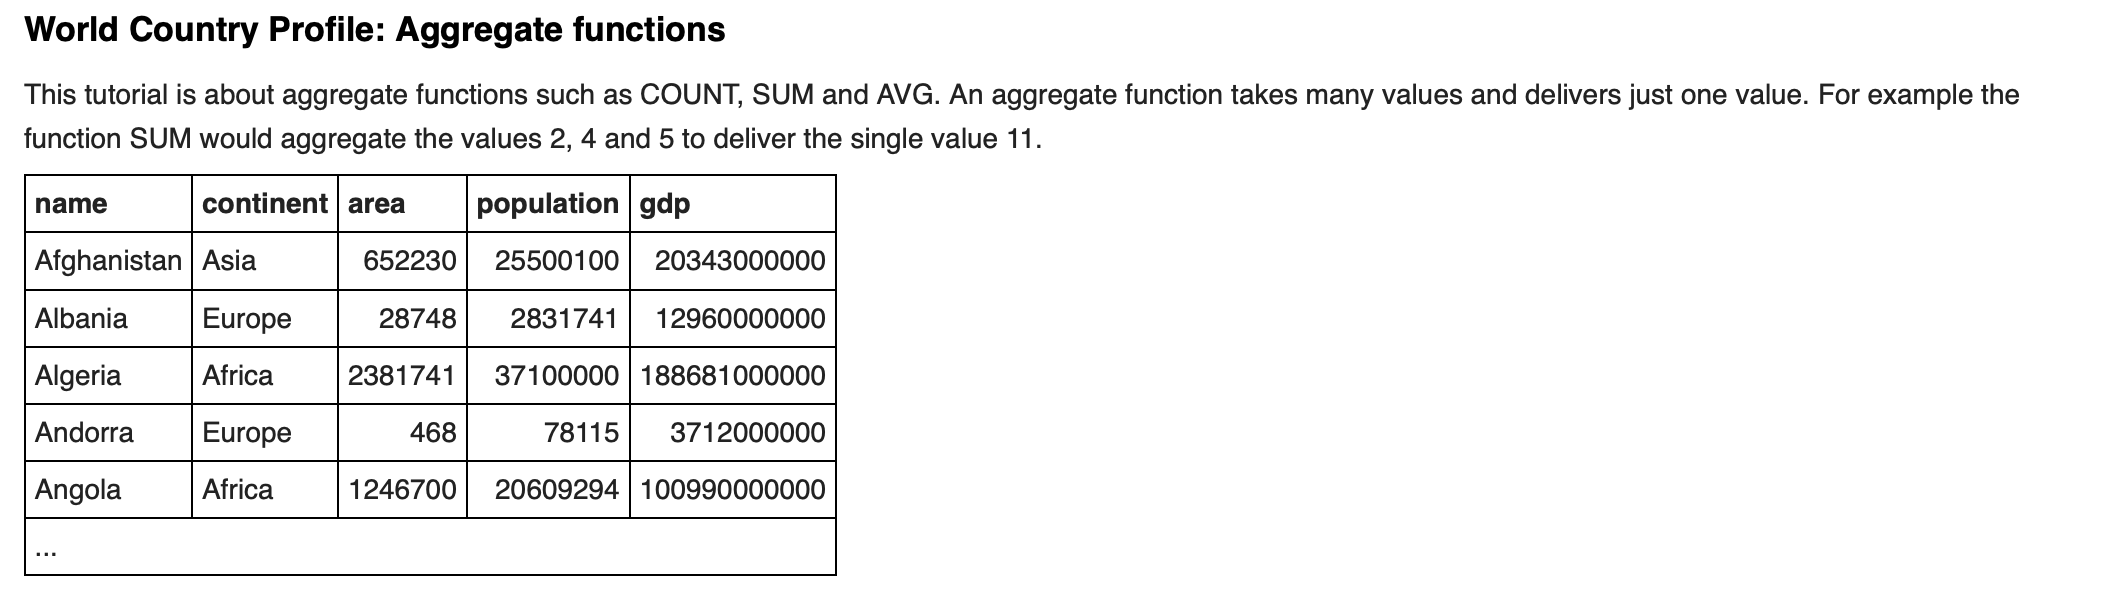 World Country Profile: Aggregate functions
This tutorial is about aggregate functions such as COUNT, SUM and AVG. An aggregate function takes many values and delivers just one value. For example the
function SUM would aggregate the values 2, 4 and 5 to deliver the single value 11.
name continent area population gdp
Afghanistan Asia 652230 25500100 20343000000
Albania Europe 28748 2831741 12960000000
Algeria Africa 2381741 37100000 188681000000
Andorra Europe 468 78115 3712000000
Angola Africa 1246700 20609294 100990000000
...